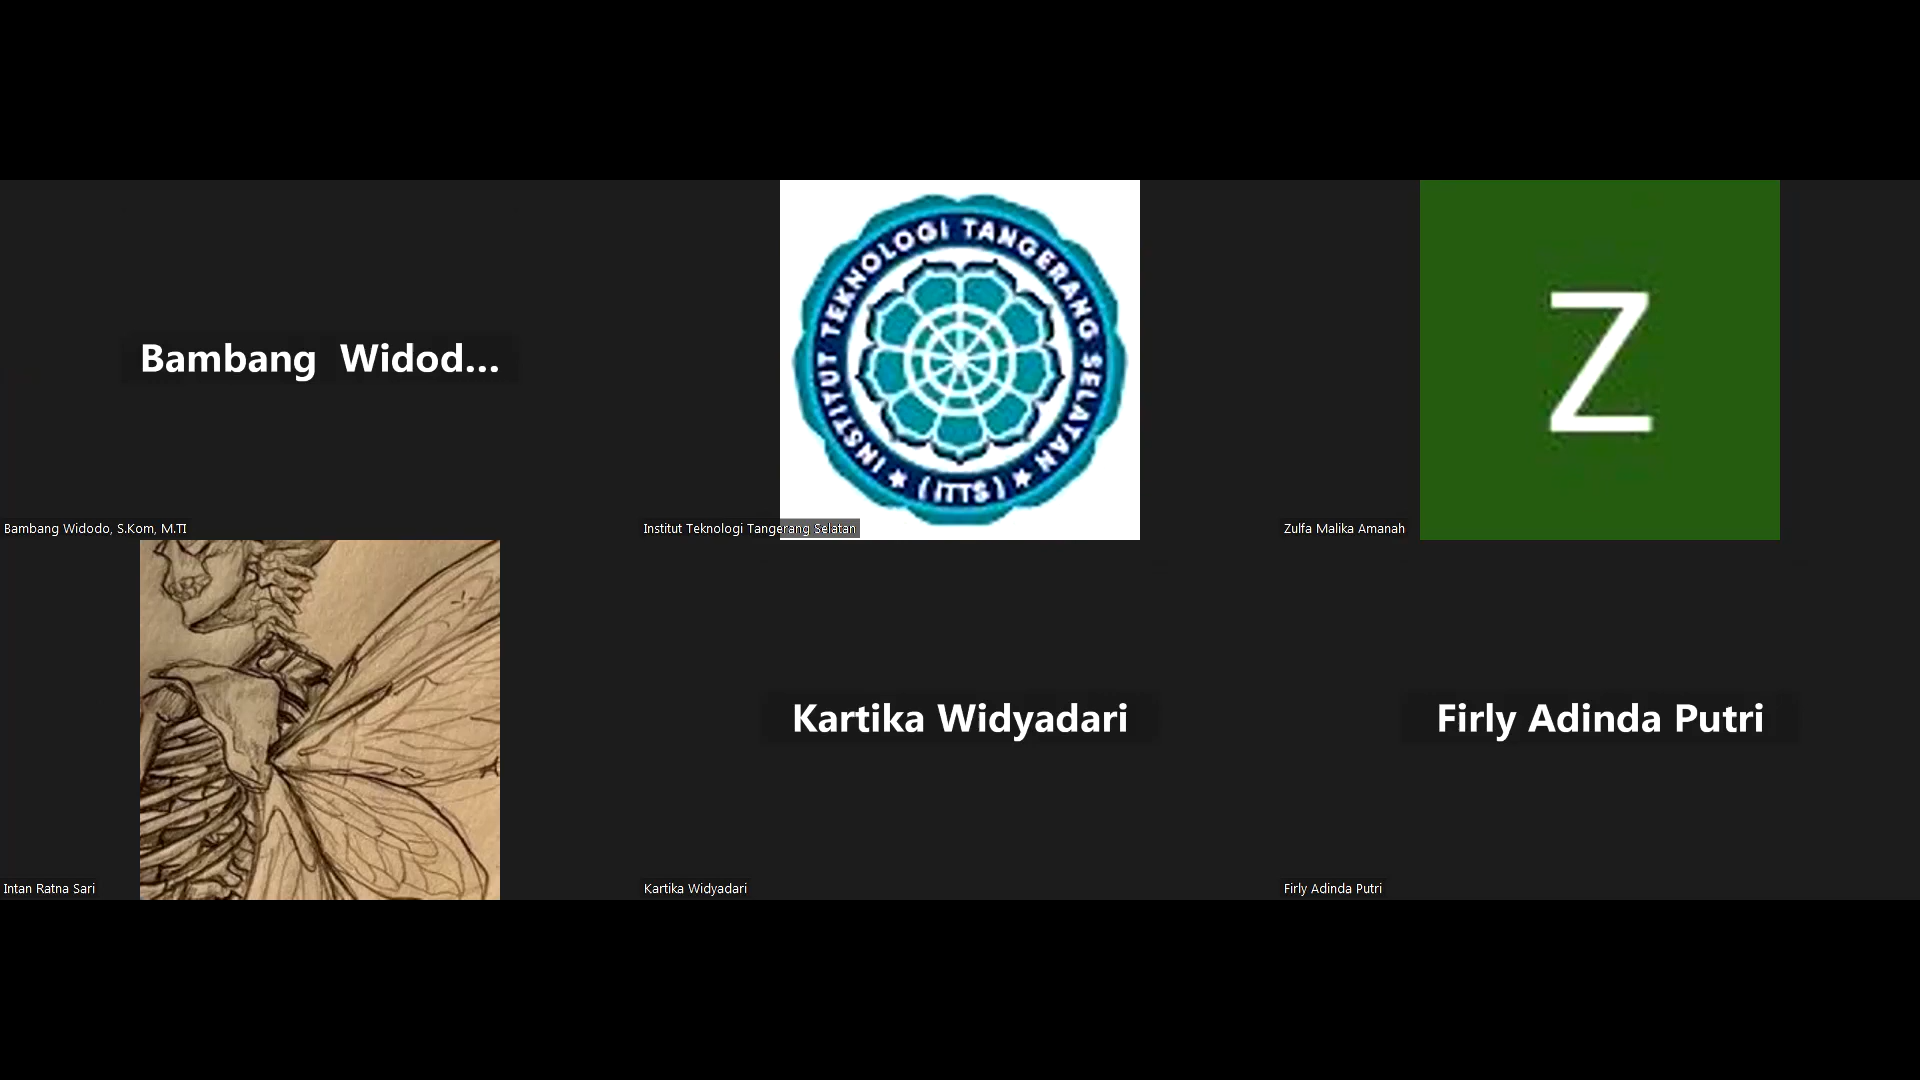 Bambang  Widod...
INSTITUT TEKNOLOGI TANGERANG SELATAN
(ITTS)
Z
Bambang Widodo, S.Kom, M.TI
Institut Teknologi Tangerang Selatan
Zulfa Malika Amanah
Kartika Widyadari
Firly Adinda Putri
Intan Ratna Sari
Kartika Widyadari
Firly Adinda Putri